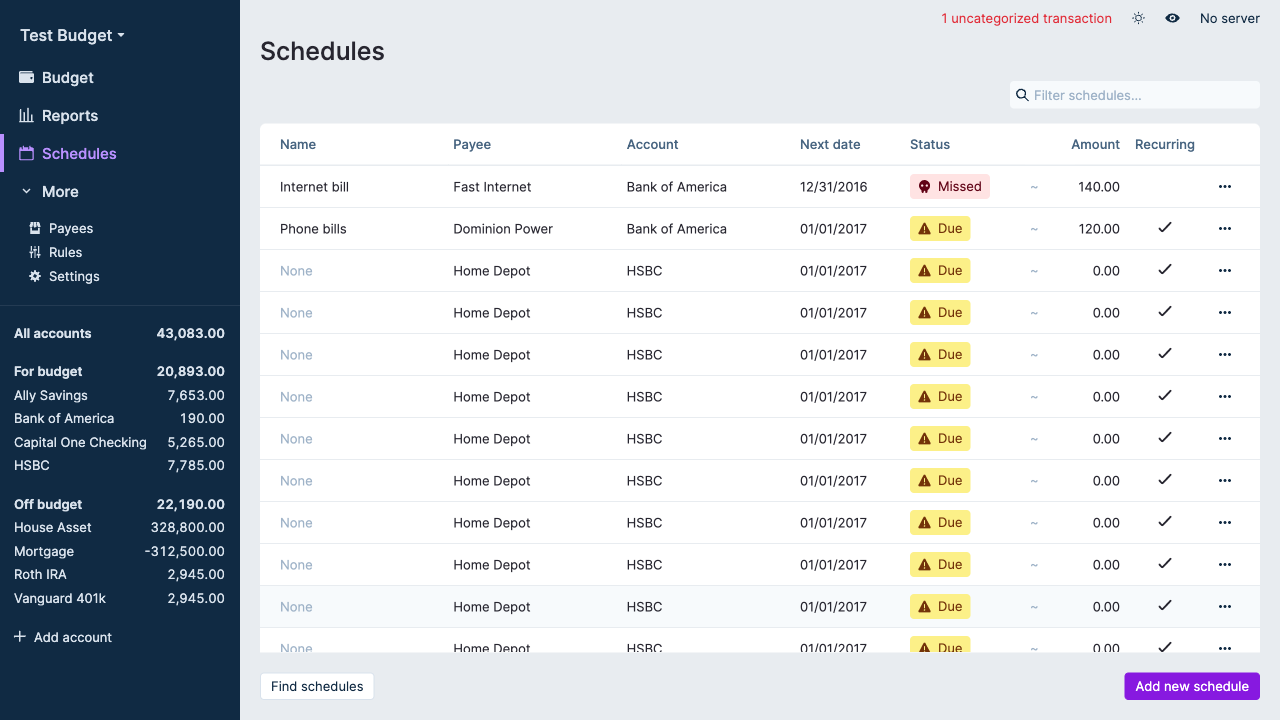 Test Budget
1 uncategorized transaction No server
Schedules
Budget
Reports
Schedules
More
Payees
Rules
Settings
All accounts 43,083.00
For budget 20,893.00
Ally Savings 7,653.00
Bank of America 190.00
Capital One Checking 5,265.00
HSBC 7,785.00
Off budget 22,190.00
House Asset 328,800.00
Mortgage -312,500.00
Roth IRA 2,945.00
Vanguard 401k 2,945.00
Add account
Filter schedules...
Name Payee Account Next date Status Amount Recurring
Internet bill Fast Internet Bank of America 12/31/2016 Missed ~ 140.00
Phone bills Dominion Power Bank of America 01/01/2017 Due ~ 120.00
None Home Depot HSBC 01/01/2017 Due ~ 0.00
None Home Depot HSBC 01/01/2017 Due ~ 0.00
None Home Depot HSBC 01/01/2017 Due ~ 0.00
None Home Depot HSBC 01/01/2017 Due ~ 0.00
None Home Depot HSBC 01/01/2017 Due ~ 0.00
None Home Depot HSBC 01/01/2017 Due ~ 0.00
None Home Depot HSBC 01/01/2017 Due ~ 0.00
None Home Depot HSBC 01/01/2017 Due ~ 0.00
None Home Depot HSBC 01/01/2017 Due ~ 0.00
None Home Depot HSBC 01/01/2017 Due ~ 0.00
Find schedules Add new schedule